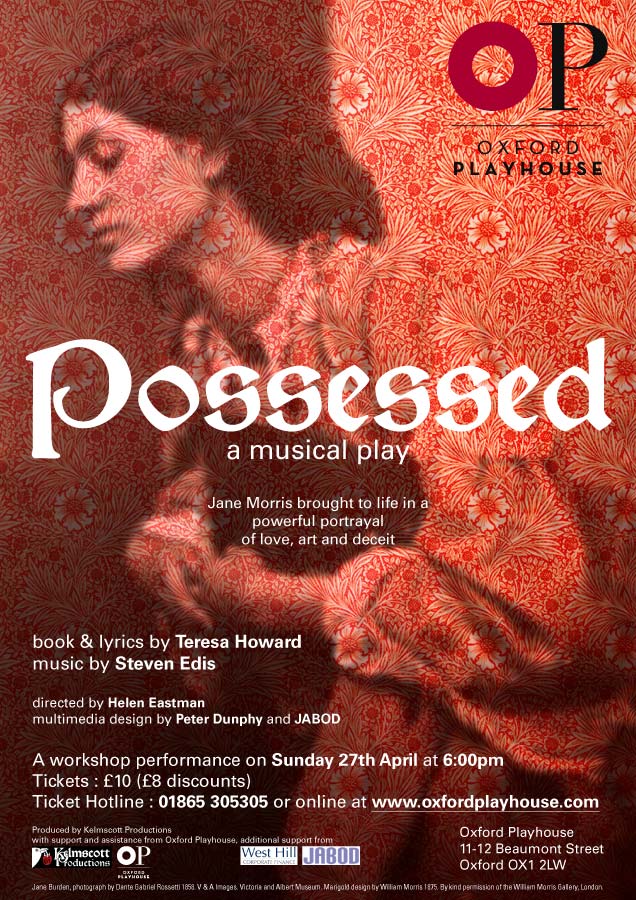 OP
OXFORD
PLAYHOUSE
Possessed
a musical play
Jane Morris brought to life in a
powerful portrayal
of love, art and deceit
book & lyrics by Teresa Howard
music by Steven Edis
directed by Helen Eastman
multimedia design by Peter Dunphy and JABOD
A workshop performance on Sunday 27th April at 6:00pm
Tickets : £10 (£8 discounts)
Ticket Hotline : 01865 305305 or online at www.oxfordplayhouse.com
Produced by Kelmscott Productions
with support and assistance from Oxford Playhouse, additional support from
Kelmscott
Productions
OP
OXFORD
PLAYHOUSE
West Hill
CORPORATE FINANCE
JABOD
Oxford Playhouse
11-12 Beaumont Street
Oxford OX1 2LW
Jane Burden, photograph by Dante Gabriel Rossetti 1858. V & A Images. Victoria and Albert Museum. Marigold design by William Morris 1875. By kind permission of the William Morris Gallery, London.